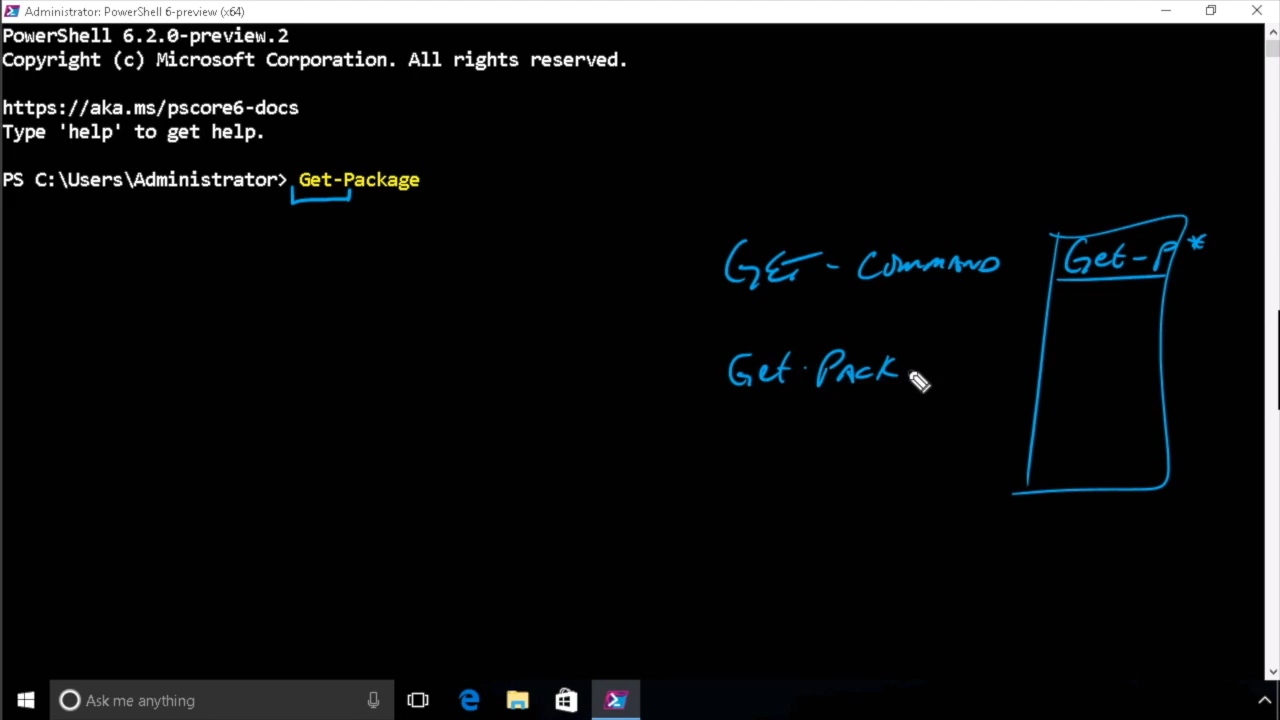 Administrator: PowerShell 6-preview (x64)
PowerShell 6.2.0-preview.2
Copyright (c) Microsoft Corporation. All rights reserved.
https://aka.ms/pscore6-docs
Type 'help' to get help.
PS C:\Users\Administrator> Get-Package
GET - COMMAND Get-P*
Get-PACK
Ask me anything